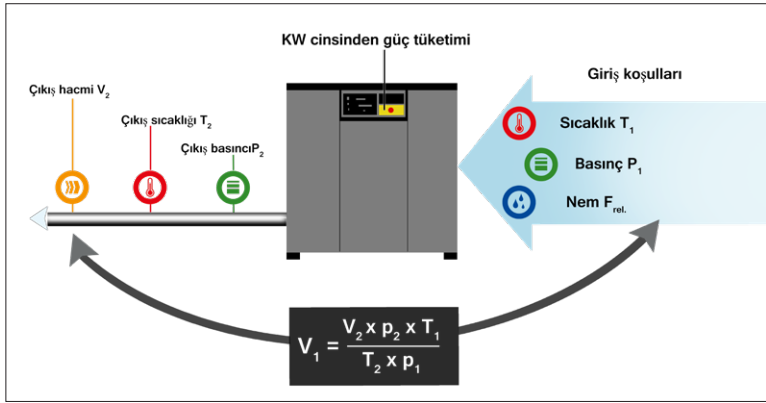 KW cinsinden güç tüketimi
Giriş koşulları
Çıkış hacmi V₂
Çıkış sıcaklığı T₂
Çıkış basıncıP₂
Sıcaklık T₁
Basınç P₁
Nem F rel.
V₁ = V₂ x p₂ x T₁ / T₂ x p₁